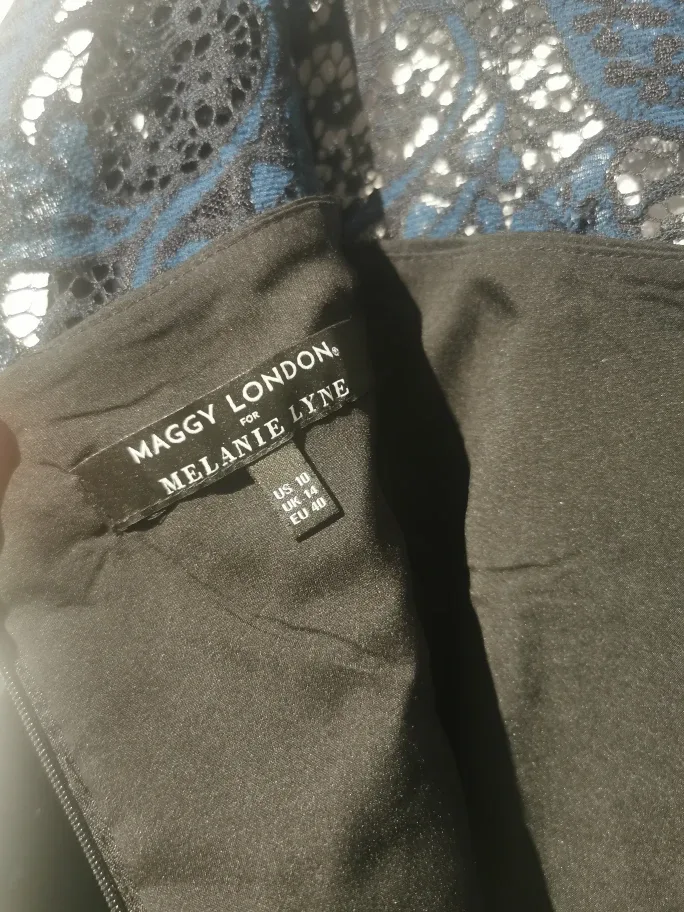 MAGGY LONDON®
FOR
MELANIE LYNE
US 10
UK 14
EU 40